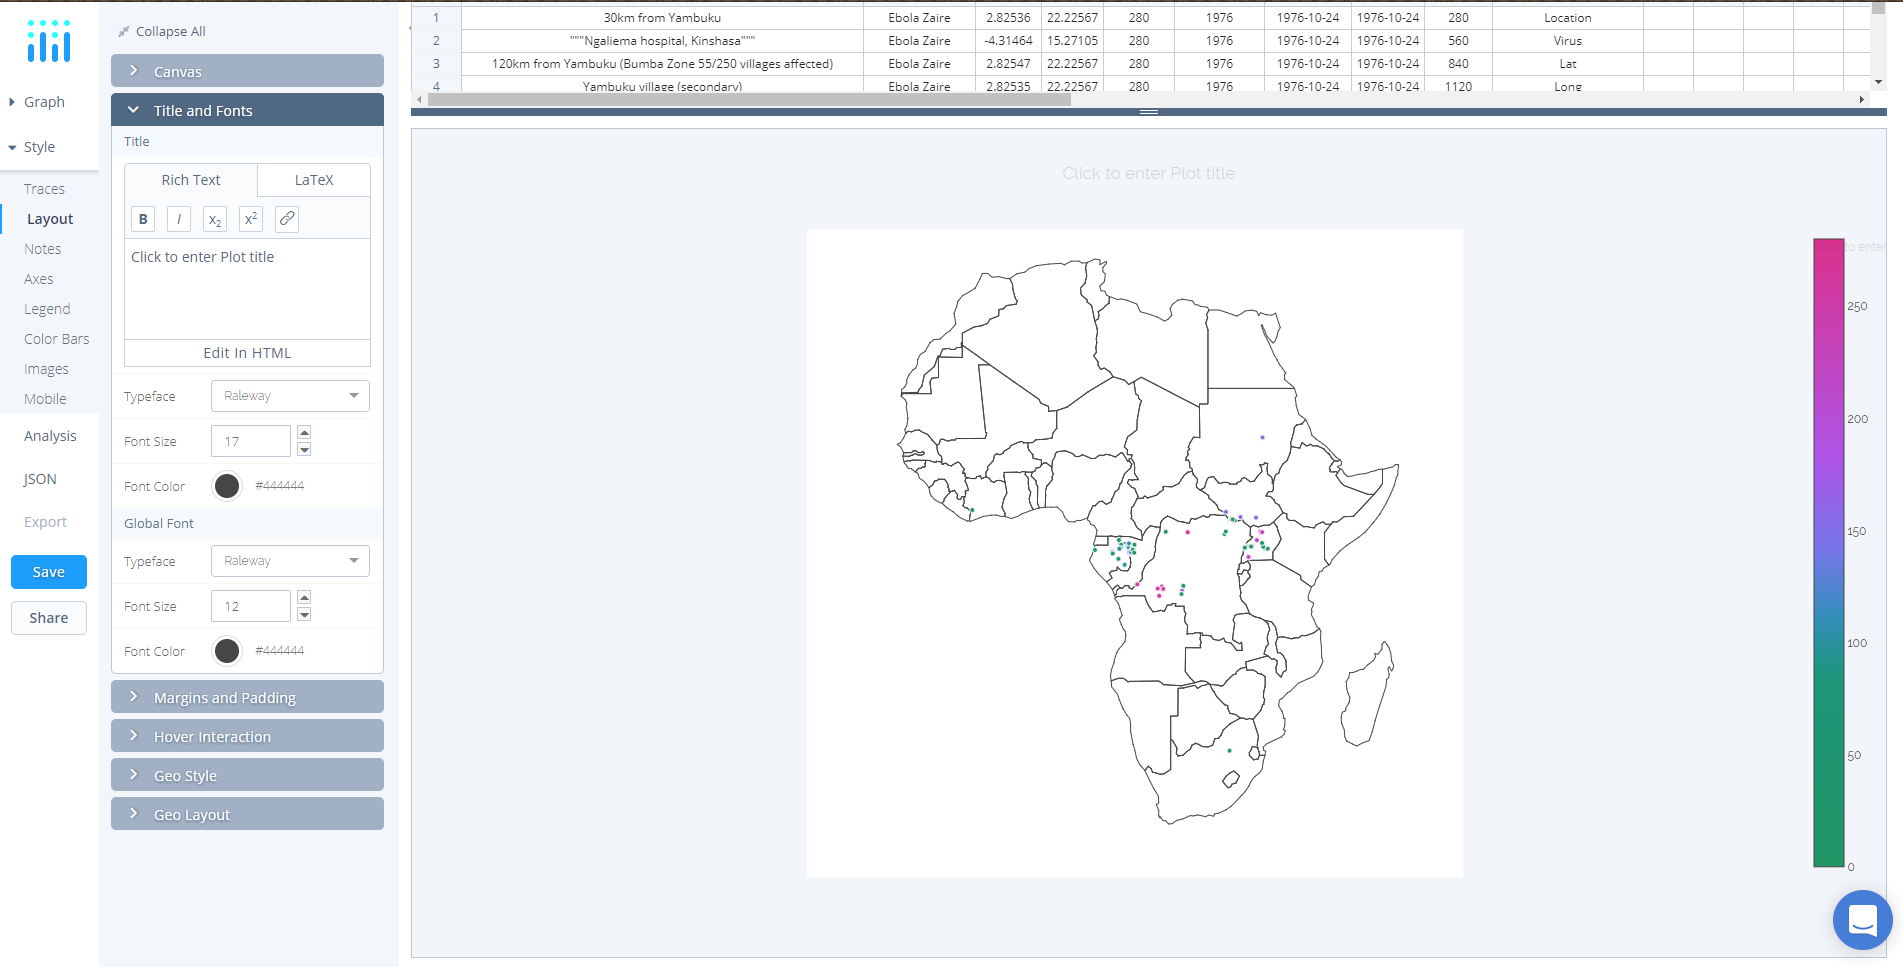 Collapse All
Canvas
Title and Fonts
Title
Rich Text LaTeX
B I x2 x2
Click to enter Plot title
Edit In HTML
Typeface Raleway
Font Size 17
Font Color #444444
Global Font
Typeface Raleway
Font Size 12
Font Color #444444
Margins and Padding
Hover Interaction
Geo Style
Geo Layout
Graph
Style
Traces
Layout
Notes
Axes
Legend
Color Bars
Images
Mobile
Analysis
JSON
Export
Save
Share
1 30km from Yambuku Ebola Zaire 2.82536 22.22567 280 1976 1976-10-24 1976-10-24 280 Location
2 """Ngaliema hospital, Kinshasa""" Ebola Zaire -4.31464 15.27105 280 1976 1976-10-24 1976-10-24 560 Virus
3 120km from Yambuku (Bumba Zone 55/250 villages affected) Ebola Zaire 2.82547 22.22567 280 1976 1976-10-24 1976-10-24 840 Lat
4 Yambuku village (secondary) Ebola Zaire 2.82535 22.22567 280 1976 1976-10-24 1976-10-24 1120 Long
Click to enter Plot title
to enter
250
200
150
100
50
0